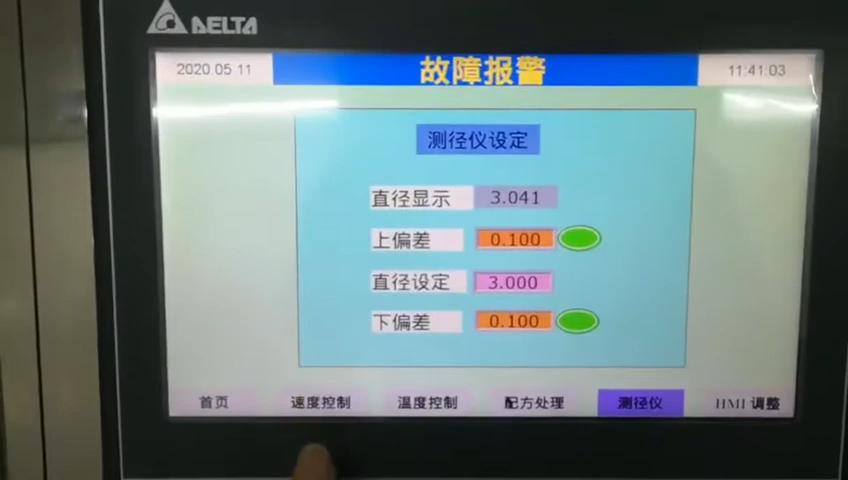 DELTA
2020.05 11
故障报警
11:41:03
测径仪设定
直径显示 3.041
上偏差 0.100
直径设定 3.000
下偏差 0.100
首页 速度控制 温度控制 配方处理 测径仪 HMI 调整